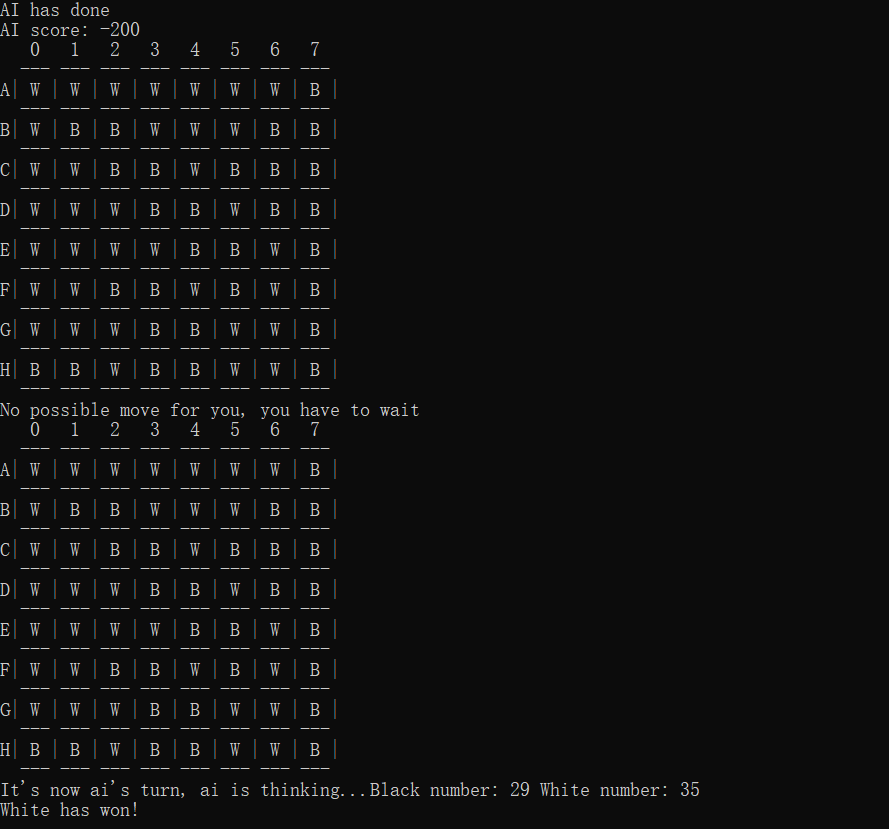 AI has done
AI score: -200
0 1 2 3 4 5 6 7
--- --- --- --- --- --- --- ---
A| W | W | W | W | W | W | W | B |
--- --- --- --- --- --- --- ---
B| W | B | B | W | W | W | B | B |
--- --- --- --- --- --- --- ---
C| W | W | B | B | W | B | B | B |
--- --- --- --- --- --- --- ---
D| W | W | W | B | B | W | B | B |
--- --- --- --- --- --- --- ---
E| W | W | W | W | B | B | W | B |
--- --- --- --- --- --- --- ---
F| W | W | B | B | W | B | W | B |
--- --- --- --- --- --- --- ---
G| W | W | W | B | B | W | W | B |
--- --- --- --- --- --- --- ---
H| B | B | W | B | B | W | W | B |
--- --- --- --- --- --- --- ---
No possible move for you, you have to wait
0 1 2 3 4 5 6 7
--- --- --- --- --- --- --- ---
A| W | W | W | W | W | W | W | B |
--- --- --- --- --- --- --- ---
B| W | B | B | W | W | W | B | B |
--- --- --- --- --- --- --- ---
C| W | W | B | B | W | B | B | B |
--- --- --- --- --- --- --- ---
D| W | W | W | B | B | W | B | B |
--- --- --- --- --- --- --- ---
E| W | W | W | W | B | B | W | B |
--- --- --- --- --- --- --- ---
F| W | W | B | B | W | B | W | B |
--- --- --- --- --- --- --- ---
G| W | W | W | B | B | W | W | B |
--- --- --- --- --- --- --- ---
H| B | B | W | B | B | W | W | B |
--- --- --- --- --- --- --- ---
It's now ai's turn, ai is thinking...Black number: 29 White number: 35
White has won!